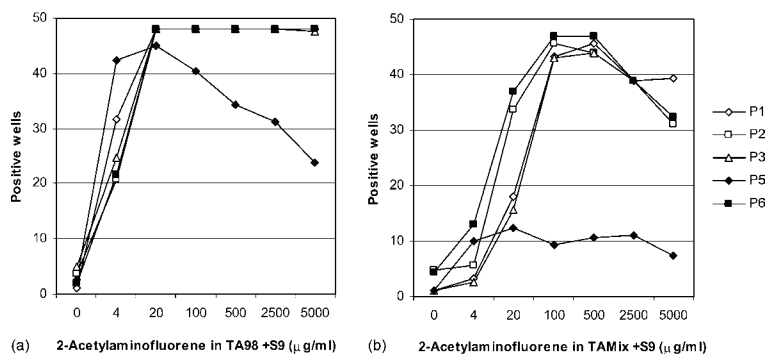 50
40
30
20
10
0
Positive wells
0 4 20 100 500 2500 5000
(a) 2-Acetylaminofluorene in TA98 +S9 (μg/ml)
50
40
30
20
10
0
Positive wells
0 4 20 100 500 2500 5000
(b) 2-Acetylaminofluorene in TAMix +S9 (μg/ml)
P1
P2
P3
P5
P6